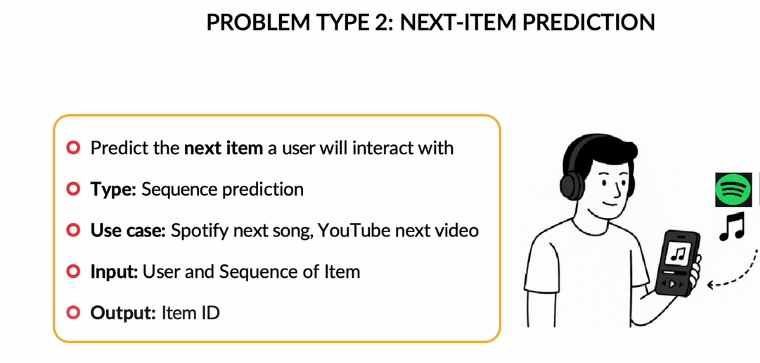 PROBLEM TYPE 2: NEXT-ITEM PREDICTION
Predict the next item a user will interact with
Type: Sequence prediction
Use case: Spotify next song, YouTube next video
Input: User and Sequence of Item
Output: Item ID